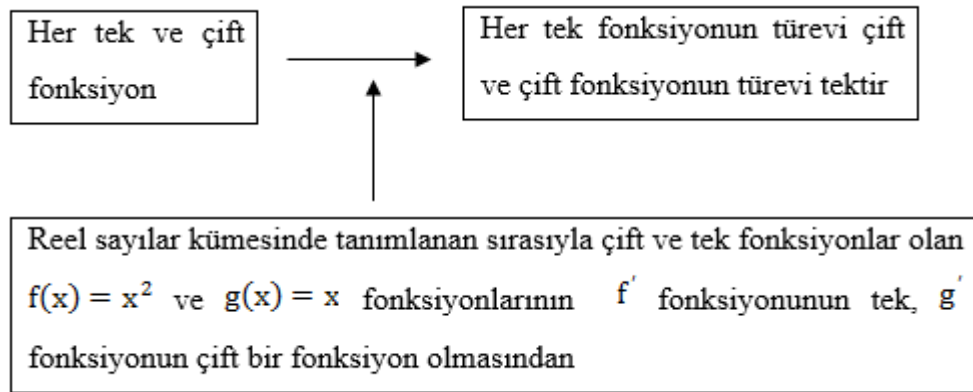 Her tek ve çift
fonksiyon
Her tek fonksiyonun türevi çift
ve çift fonksiyonun türevi tektir
Reel sayılar kümesinde tanımlanan sırasıyla çift ve tek fonksiyonlar olan
f(x) = x² ve g(x) = x fonksiyonlarının f′ fonksiyonunun tek, g′
fonksiyonun çift bir fonksiyon olmasından